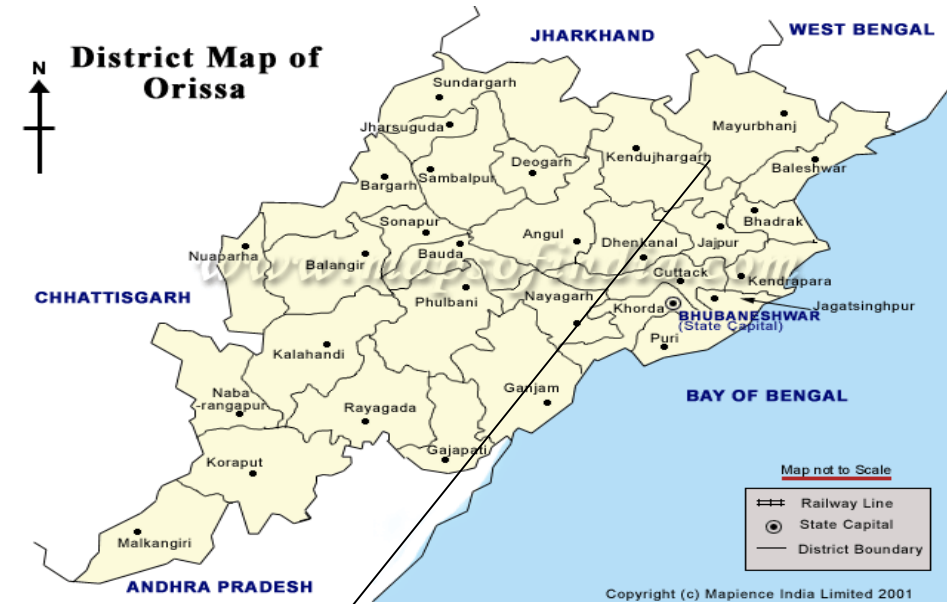 District Map of
Orissa
N
JHARKHAND
WEST BENGAL
Sundargarh
Jharsuguda
Mayurbhanj
Deogarh
Kendujhargarh
Baleshwar
Bargarh
Sambalpur
Sonapur
Bhadrak
Angul
Dhenkanal
Jajpur
Nuaparha
Balangir
Bauda
www.mapsofindia.com
Cuttack
Kendrapara
CHHATTISGARH
Phulbani
Nayagarh
Khorda
Jagatsinghpur
BHUBANESHWAR
(State Capital)
Puri
Kalahandi
Naba
-rangapur
Rayagada
Ganjam
BAY OF BENGAL
Gajapati
Koraput
Malkangiri
ANDHRA PRADESH
Map not to Scale
Railway Line
State Capital
District Boundary
Copyright (c) Mapience India Limited 2001